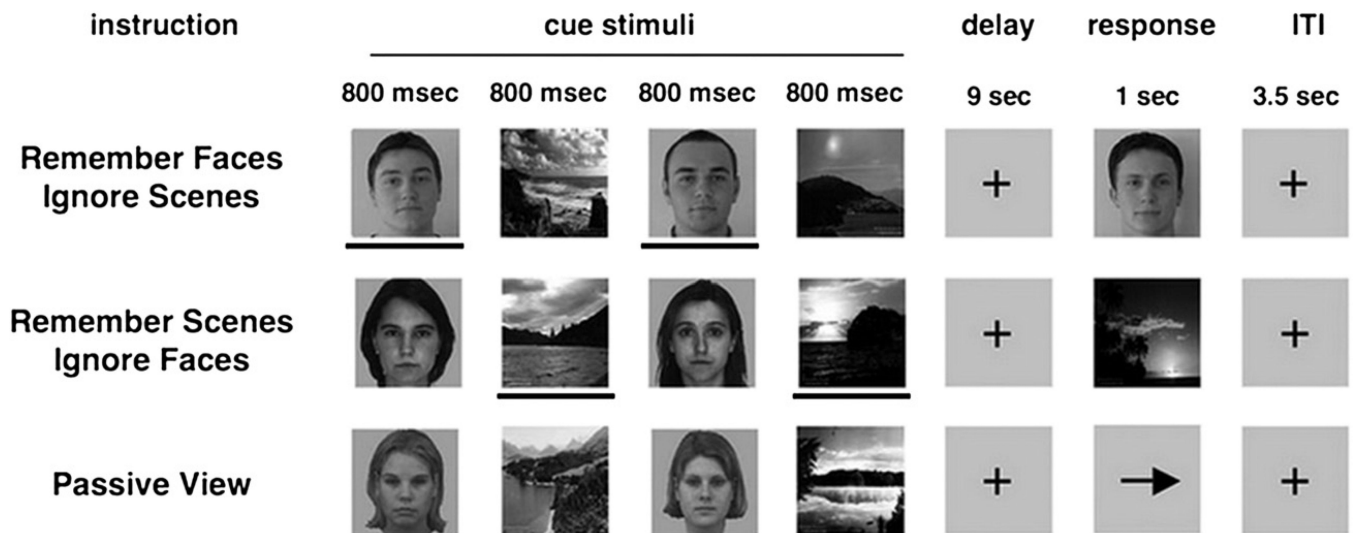 instruction cue stimuli delay response ITI
800 msec 800 msec 800 msec 800 msec 9 sec 1 sec 3.5 sec
Remember Faces
Ignore Scenes
Remember Scenes
Ignore Faces
Passive View